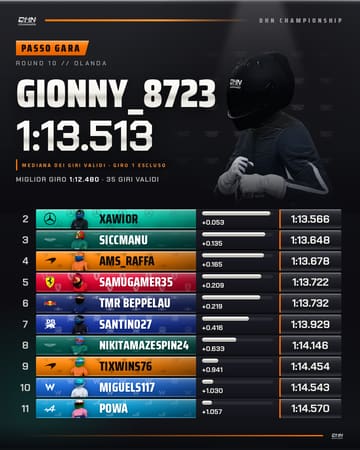 DHN
DHN CHAMPIONSHIP
PASSO GARA
ROUND 10 // OLANDA
GIONNY_8723
1:13.513
MEDIANA DEI GIRI VALIDI · GIRO 1 ESCLUSO
MIGLIOR GIRO 1:12.480 · 35 GIRI VALIDI
DHN
2 XAW1OR +0.053 1:13.566
3 SICCMANU +0.135 1:13.648
4 AMS_RAFFA +0.165 1:13.678
5 SAMUGAMER35 +0.209 1:13.722
6 TMR BEPPELAU +0.219 1:13.732
7 SANTINO27 +0.416 1:13.929
8 NIKITAMAZESPIN24 +0.633 1:14.146
9 TIXWINS76 +0.941 1:14.454
10 MIGUELS117 +1.030 1:14.543
11 POWA +1.057 1:14.570
DHN